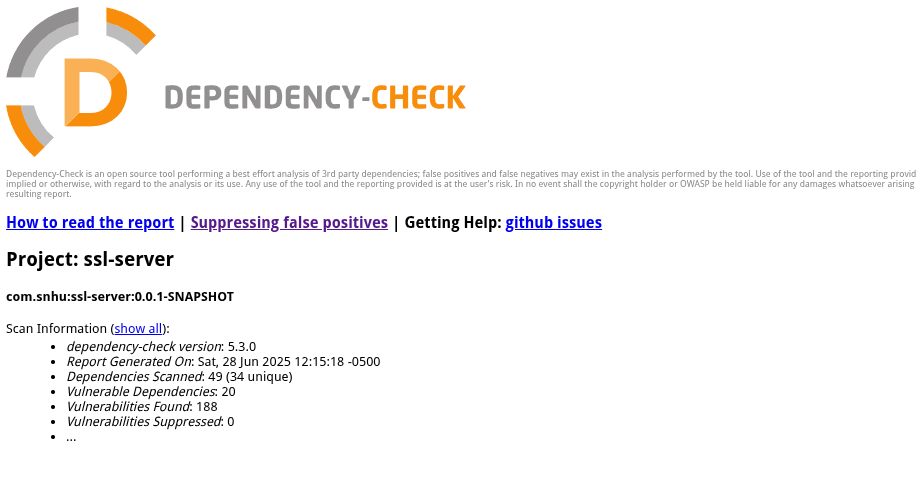 DEPENDENCY-CHECK
Dependency-Check is an open source tool performing a best effort analysis of 3rd party dependencies; false positives and false negatives may exist in the analysis performed by the tool. Use of the tool and the reporting provid
implied or otherwise, with regard to the analysis or its use. Any use of the tool and the reporting provided is at the user's risk. In no event shall the copyright holder or OWASP be held liable for any damages whatsoever arising
resulting report.
How to read the report | Suppressing false positives | Getting Help: github issues
Project: ssl-server
com.snhu:ssl-server:0.0.1-SNAPSHOT
Scan Information (show all):
• dependency-check version: 5.3.0
• Report Generated On: Sat, 28 Jun 2025 12:15:18 -0500
• Dependencies Scanned: 49 (34 unique)
• Vulnerable Dependencies: 20
• Vulnerabilities Found: 188
• Vulnerabilities Suppressed: 0
• ...